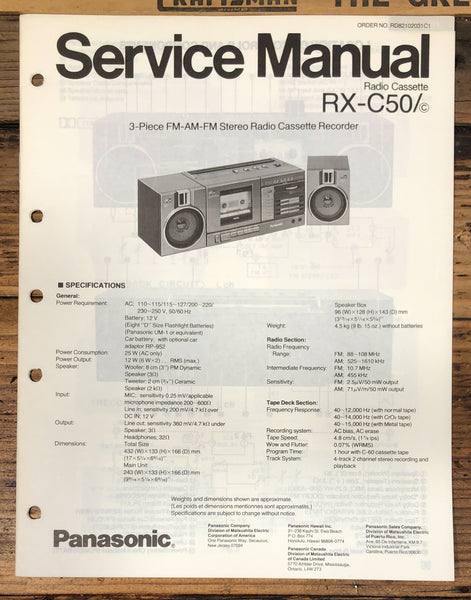 CRAFTSMAN
THE GRE
ORDER NO. RD82102031C1
Service Manual
Radio Cassette
RX-C50/Ⓒ
3-Piece FM-AM-FM Stereo Radio Cassette Recorder
Panasonic
■ SPECIFICATIONS
General:
Power Requirement: AC, 110~115/115~127/200~220/
230~250 V, 50/60 Hz
Battery: 12 V
(Eight "D" Size Flashlight Batteries)
(Panasonic UM-1 or equivalent)
Car battery, with optional car
adaptor RP-952
Power Consumption 25 W (AC only)
Power Output: 12 W (6 W×2) RMS (max.)
Speaker: Woofer: 8 cm (3") PM Dynamic
Speaker (3Ω)
Tweeter: 2 cm Ceramic
Speaker (2 kΩ)
Input: MIC; sensitivity 0.25 mV/applicable
microphone impedance 200~600Ω
Line in; sensitivity 200 mV/4.7 kΩ/ over
DC IN; 12 V
Output: Line out; sensitivity 360 mV/4.7 kΩ under
Speaker; 3Ω
Headphones; 32Ω
Dimensions: Total Size
432 (W)×133 (H)×166 (D) mm
Main Unit
243 (W)×133 (H)×166 (D) mm
Speaker Box
96 (W)×128 (H)×143 (D) mm
Weight: 4.5 kg (9 lb. 15 oz.) without batteries
Radio Section:
Radio Frequency
Range: FM; 88~108 MHz
AM; 525~1610 kHz
Intermediate Frequency: FM; 10.7 MHz
AM; 455 kHz
Sensitivity: FM; 2.5μV/50 mW output
AM; 71μV/m/50 mW output
Tape Deck Section:
Frequency Response: 40~12,000 Hz (with normal tape)
40~14,000 Hz (with CrO₂ tape)
40~15,000 Hz (with Metal tape)
Recording system: AC bias, AC erase
Tape Speed: 4.8 cm/s, (1⅞ ips)
Wow and Flutter: 0.07% (WRMS)
Program Time: 1 hour with C-60 cassette tape
Track System: 4-track 2-channel stereo recording and
playback
Weights and dimensions shown are approximate.
(Les poids et dimensions mentionnés sont approximatifs.)
Specifications are subject to change without notice.
Panasonic
Panasonic Company
Division of Matsushita Electric
Corporation of America
One Panasonic Way, Secaucus,
New Jersey 07094
Panasonic Hawaii Inc.
91-238 Kauhi St. Ewa Beach
P.O. Box 774
Honolulu, Hawaii 96808-0774
Panasonic Canada
Division of Matsushita Electric
of Canada Limited
5770 Ambler Drive, Mississauga,
Ontario, L4W 2T3
Panasonic Sales Company,
Division of Matsushita Electric
of Puerto Rico, Inc.
Ave. 65 De Infanteria, KM 9.7
Victoria Industrial Park
Carolina, Puerto Rico 00630